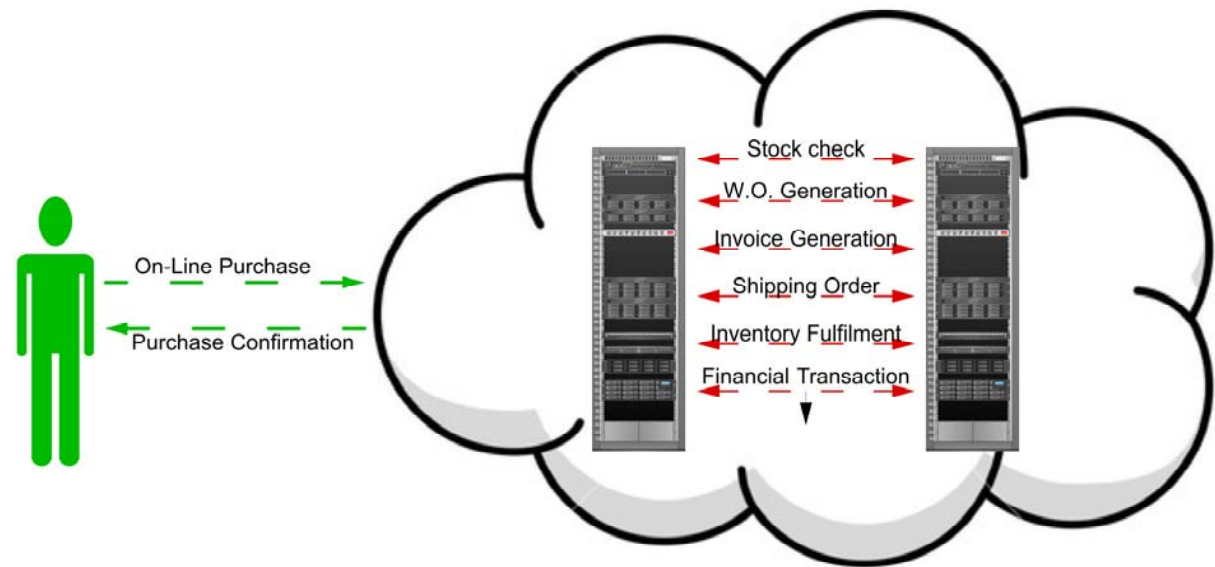 Stock check
W.O. Generation
Invoice Generation
On-Line Purchase
Shipping Order
Purchase Confirmation
Inventory Fulfilment
Financial Transaction